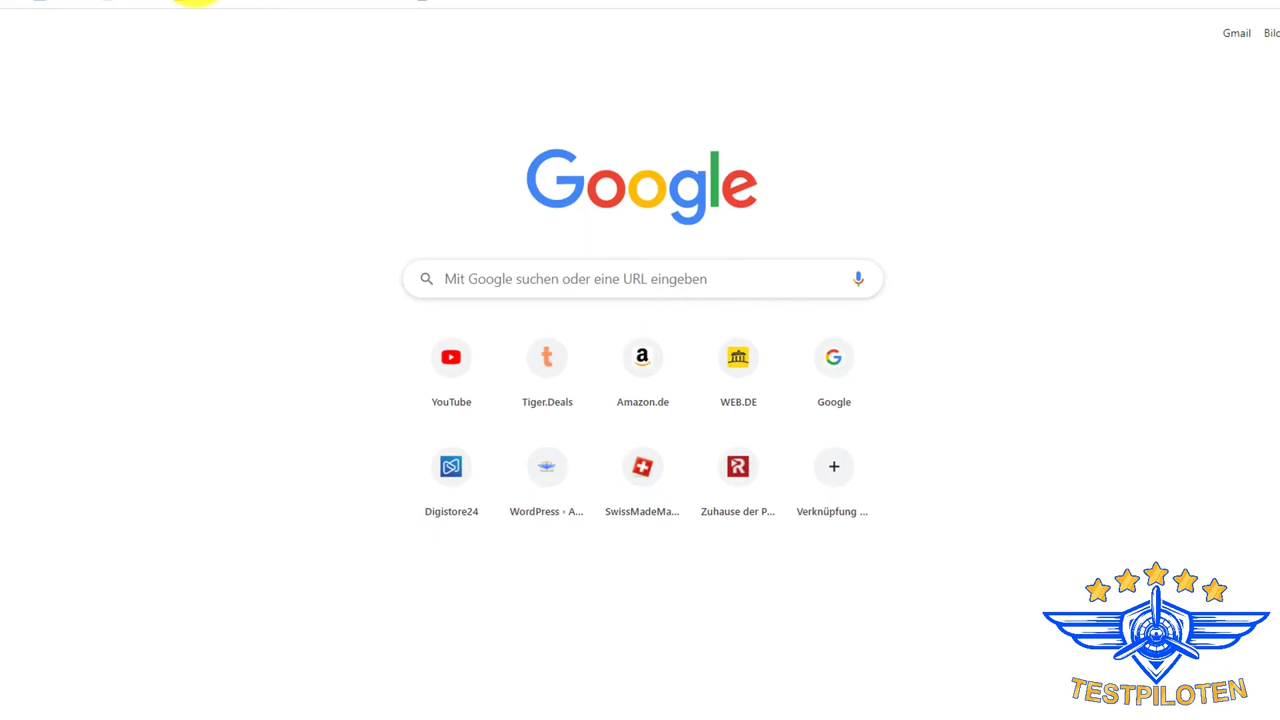 Gmail Bild
Google
Mit Google suchen oder eine URL eingeben
YouTube Tiger.Deals Amazon.de WEB.DE Google
Digistore24 WordPress ‹ A... SwissMadeMa... Zuhause der P... Verknüpfung ...
TESTPILOTEN